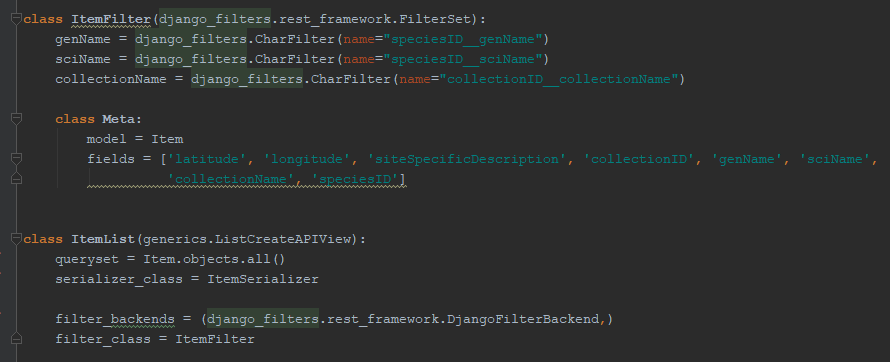 class ItemFilter(django_filters.rest_framework.FilterSet):
    genName = django_filters.CharFilter(name="speciesID__genName")
    sciName = django_filters.CharFilter(name="speciesID__sciName")
    collectionName = django_filters.CharFilter(name="collectionID__collectionName")
    class Meta:
        model = Item
        fields = ['latitude', 'longitude', 'siteSpecificDescription', 'collectionID', 'genName', 'sciName',
                  'collectionName', 'speciesID']
class ItemList(generics.ListCreateAPIView):
    queryset = Item.objects.all()
    serializer_class = ItemSerializer
    filter_backends = (django_filters.rest_framework.DjangoFilterBackend,)
    filter_class = ItemFilter